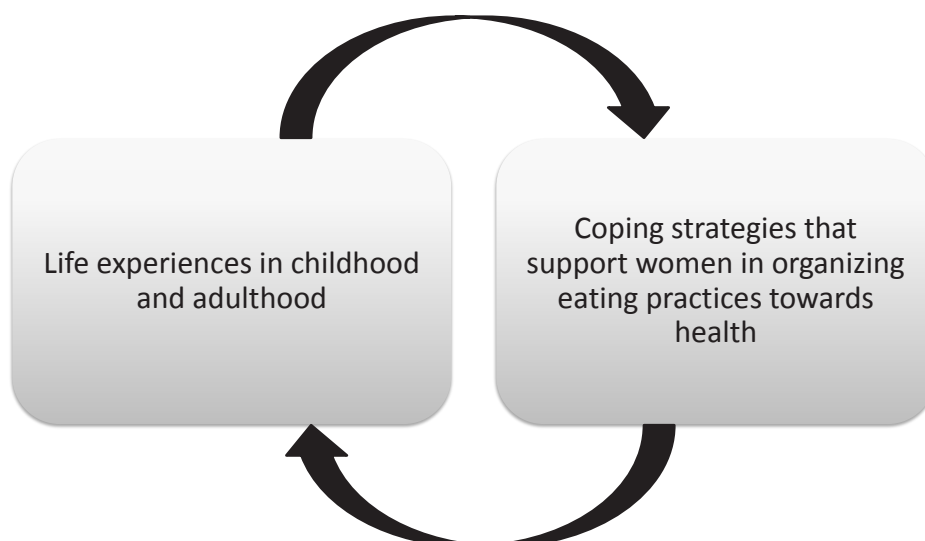 Life experiences in childhood
and adulthood
Coping strategies that
support women in organizing
eating practices towards
health